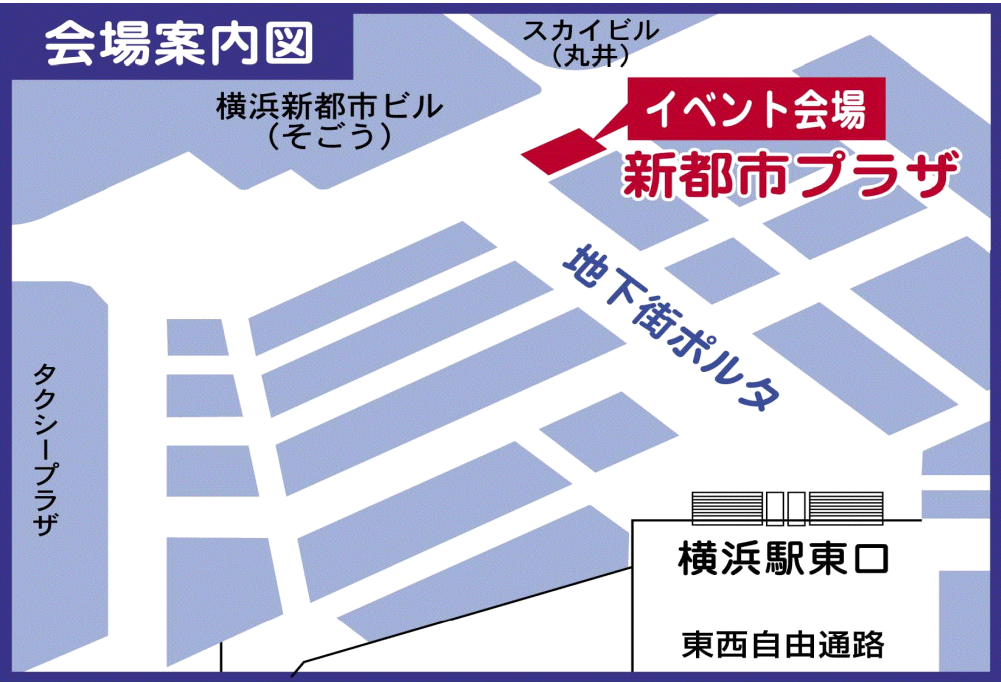 会場案内図
スカイビル
（丸井）
横浜新都市ビル
（そごう）
イベント会場
新都市プラザ
地下街ポルタ
タクシープラザ
横浜駅東口
東西自由通路